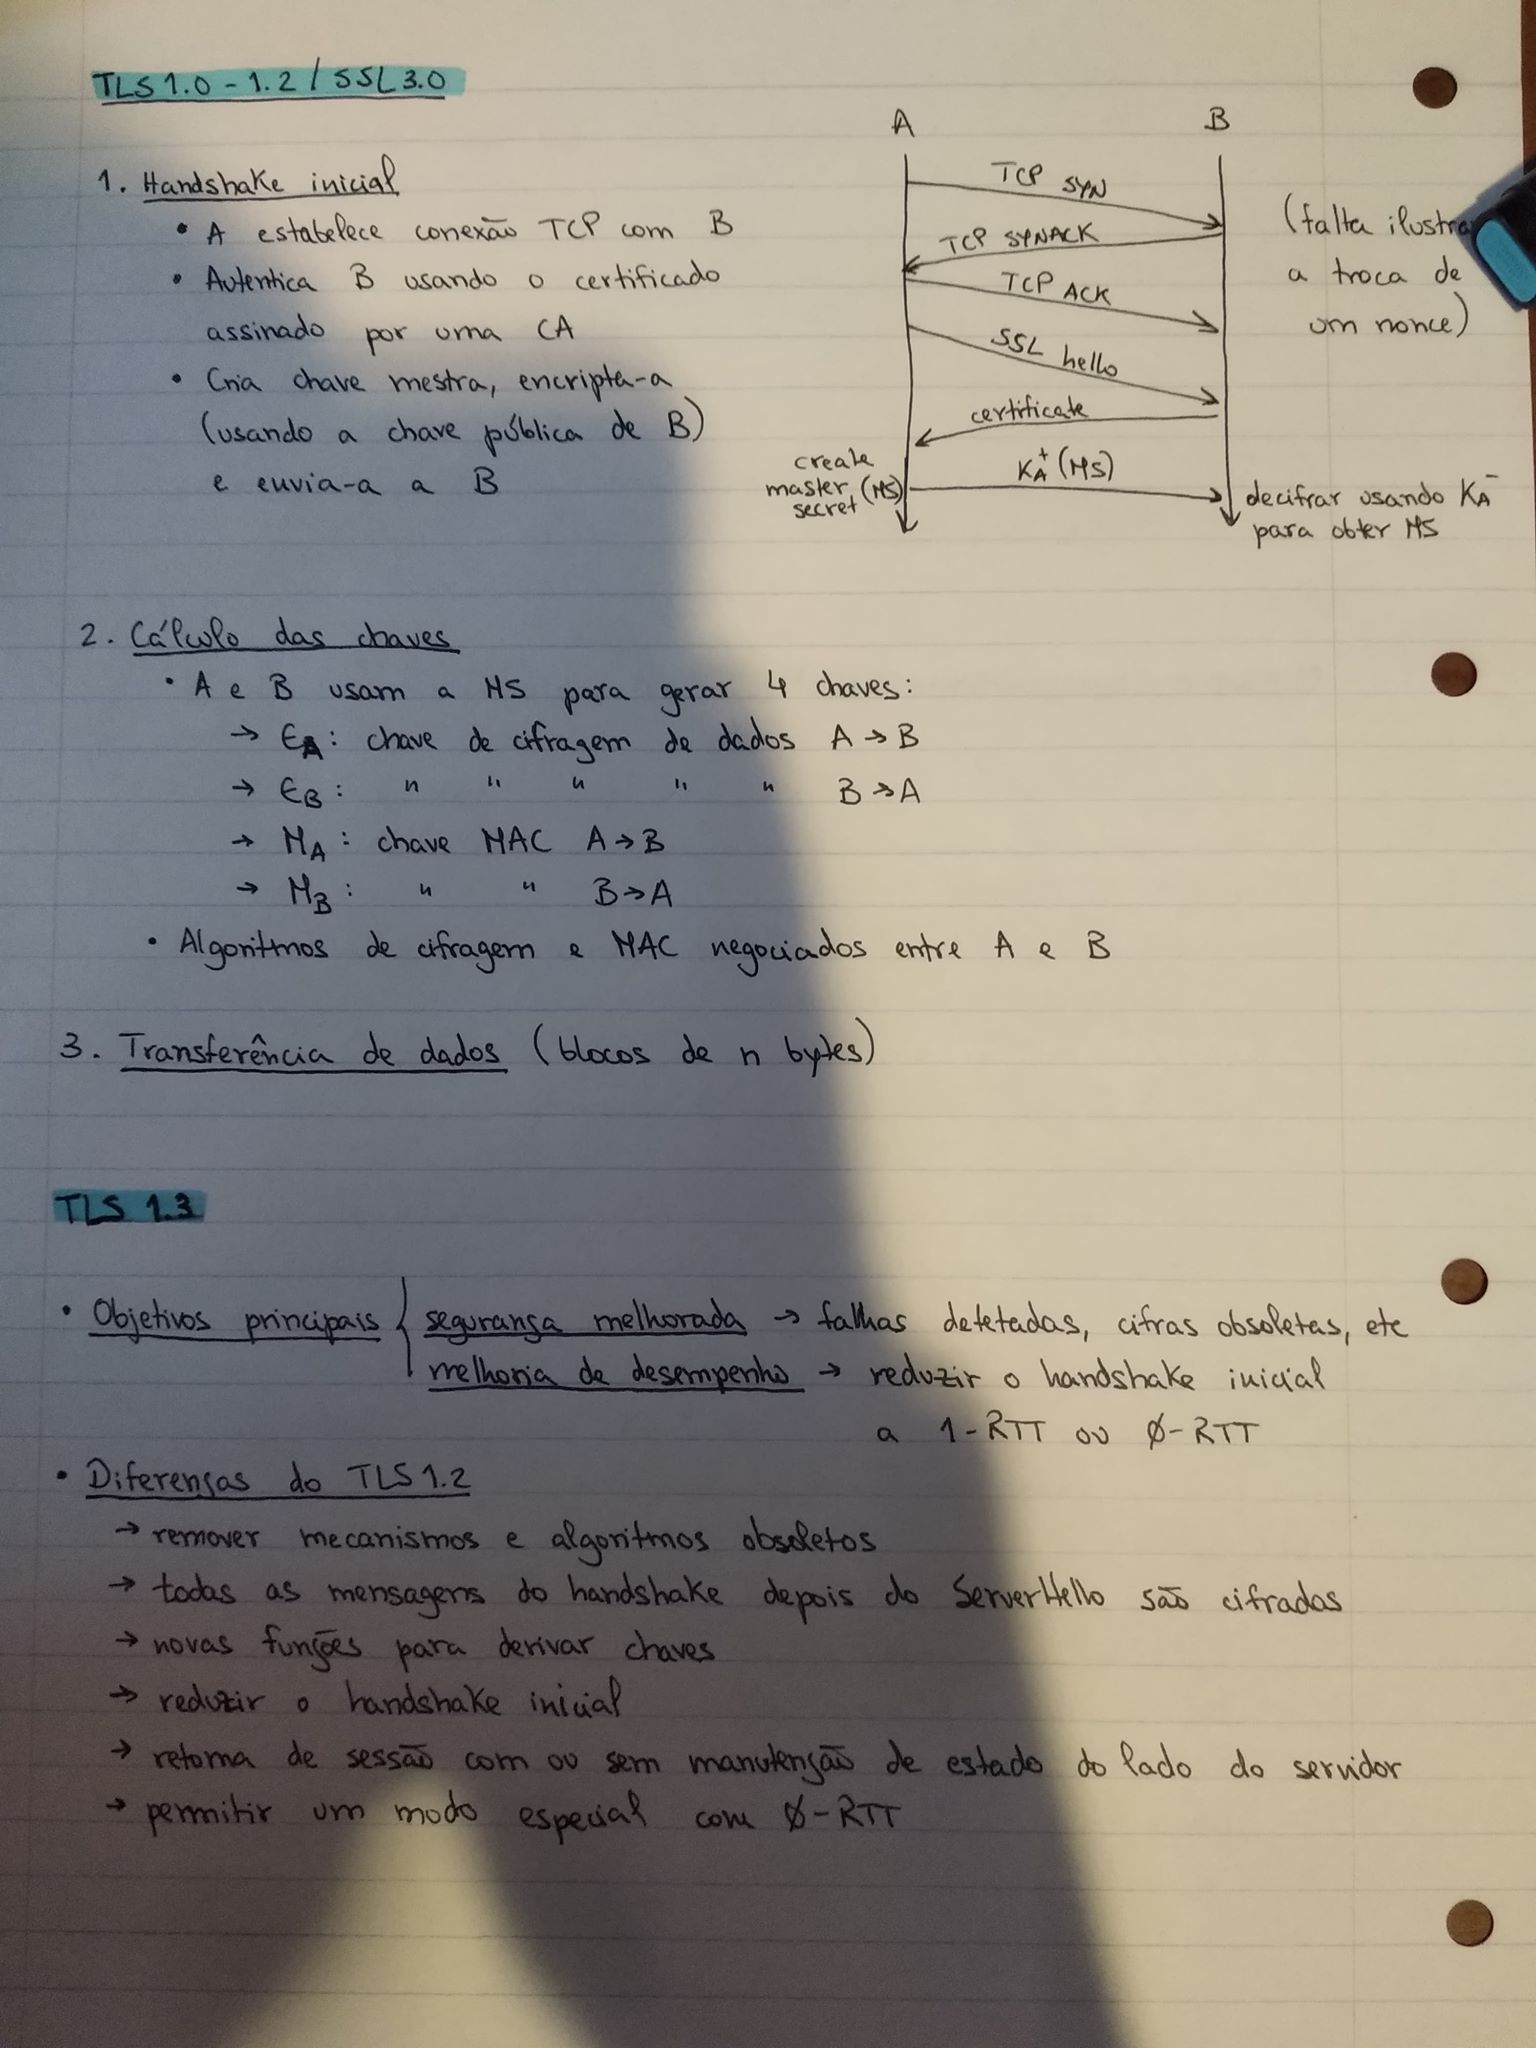 TLS 1.0 - 1.2 / SSL 3.0
1. Handshake inicial
• A estabelece conexão TCP com B
• Autentica B usando o certificado
assinado por uma CA
• Cria chave mestra, encripta-a
(usando a chave pública de B)
e envia-a a B
A B
TCP SYN
TCP SYNACK
TCP ACK
SSL hello
certificate
create
master (MS)
secret
K_A^+ (MS)
decifrar usando K_A^-
para obter MS
(falta ilustra
a troca de
um nonce)
2. Cálculo das chaves
• A e B usam a MS para gerar 4 chaves:
→ E_A: chave de cifragem de dados A → B
→ E_B: " " " " " B → A
→ M_A: chave MAC A → B
→ M_B: " " B → A
• Algoritmos de cifragem e MAC negociados entre A e B
3. Transferência de dados (blocos de n bytes)
TLS 1.3
• Objetivos principais { segurança melhorada → falhas detetadas, cifras obsoletas, etc
melhoria de desempenho → reduzir o handshake inicial
a 1-RTT ou 0-RTT
• Diferenças do TLS 1.2
→ remover mecanismos e algoritmos obsoletos
→ todas as mensagens do handshake depois do ServerHello são cifradas
→ novas funções para derivar chaves
→ reduzir o handshake inicial
→ retoma de sessão com ou sem manutenção de estado do lado do servidor
→ permitir um modo especial com 0-RTT